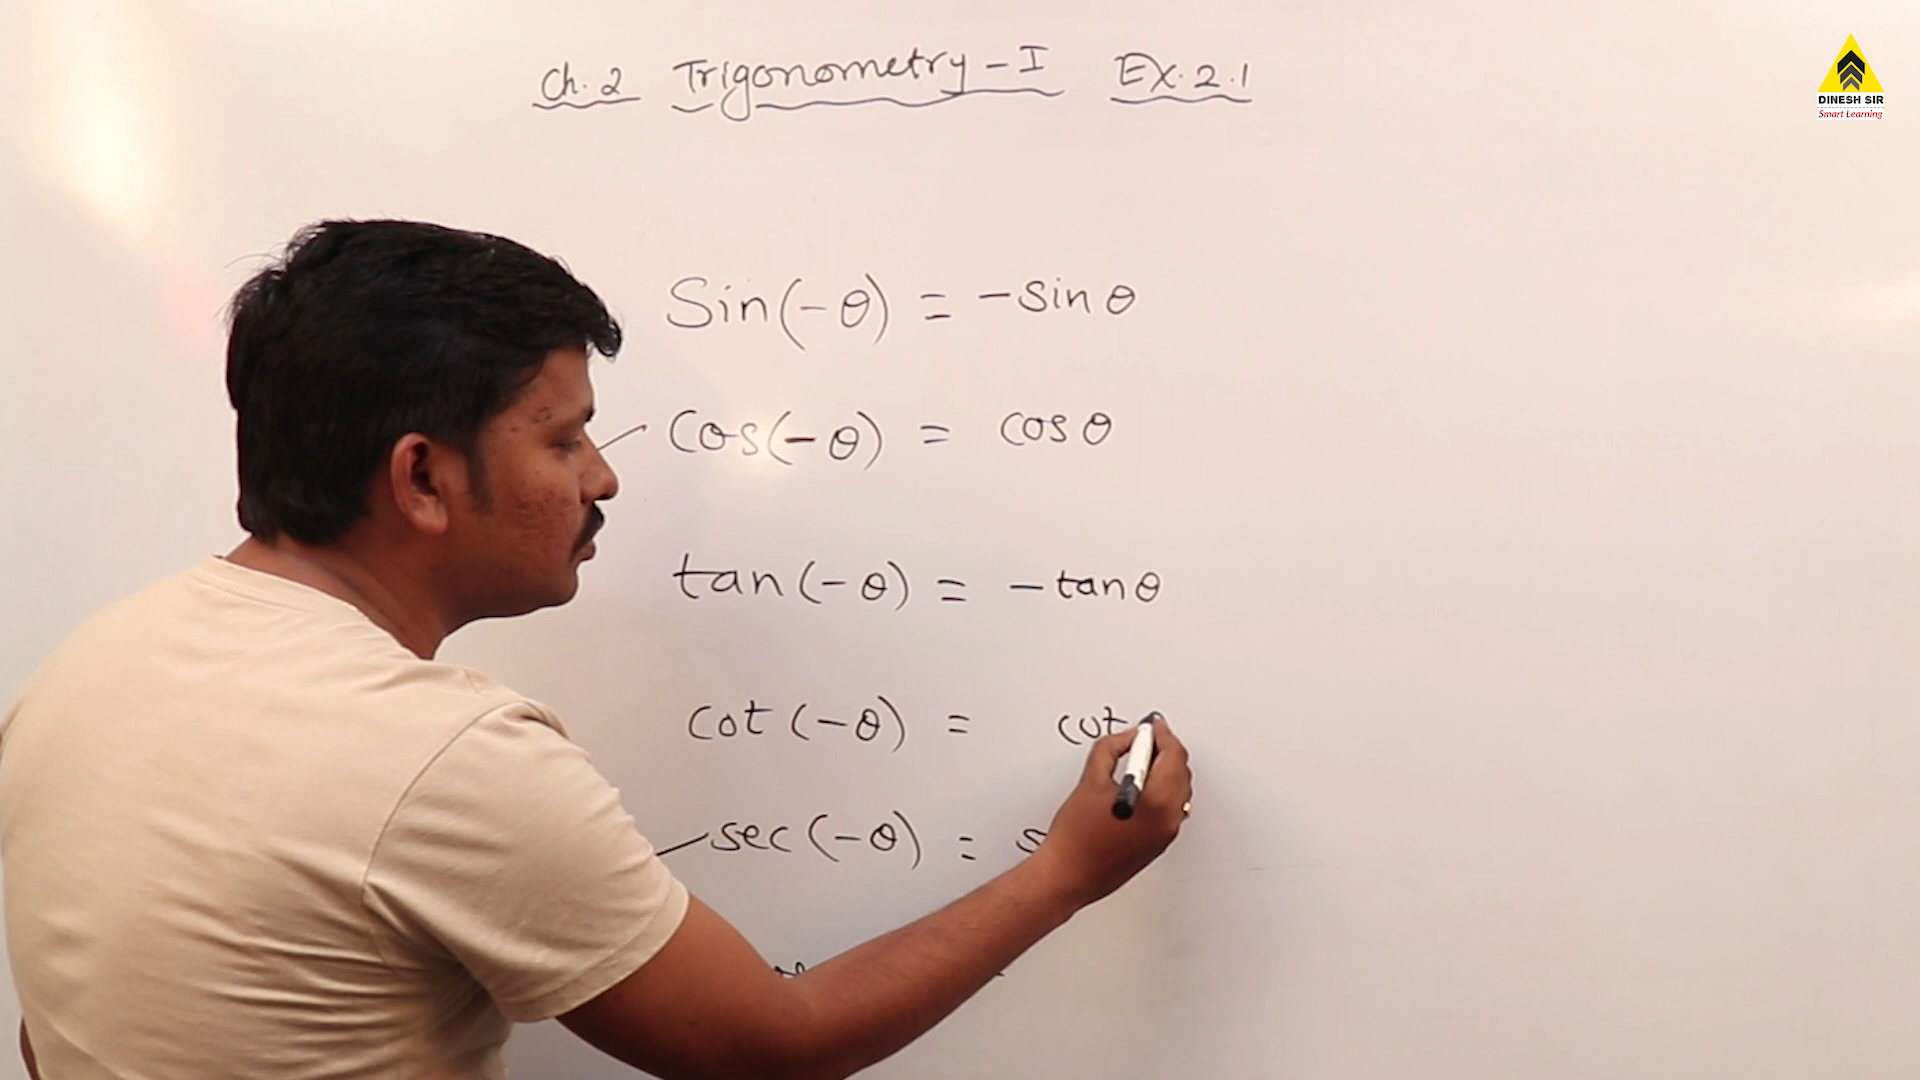 Ch. 2 Trigonometry - I Ex. 2.1
DINESH SIR
Smart Learning
Sin(-θ) = -sin θ
Cos(-θ) = cos θ
tan(-θ) = -tan θ
cot(-θ) = cot
sec(-θ) =